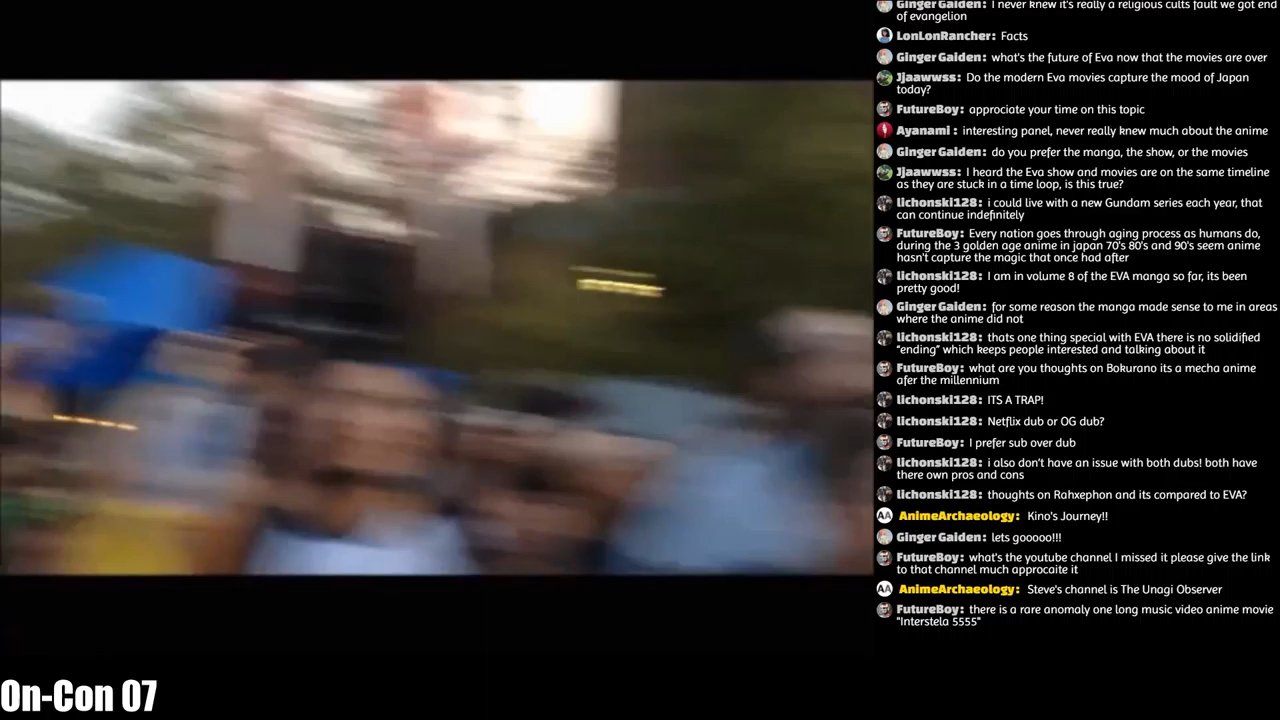 Ginger Gaiden: I never knew it's really a religious cults fault we got end
of evangelion
LonLonRancher: Facts
Ginger Gaiden: what's the future of Eva now that the movies are over
Jjaawwss: Do the modern Eva movies capture the mood of Japan
today?
FutureBoy: approciate your time on this topic
Ayanami: interesting panel, never really knew much about the anime
Ginger Gaiden: do you prefer the manga, the show, or the movies
Jjaawwss: I heard the Eva show and movies are on the same timeline
as they are stuck in a time loop, is this true?
lichonski128: i could live with a new Gundam series each year, that
can continue indefinitely
FutureBoy: Every nation goes through aging process as humans do,
during the 3 golden age anime in japan 70's 80's and 90's seem anime
hasn't capture the magic that once had after
lichonski128: I am in volume 8 of the EVA manga so far, its been
pretty good!
Ginger Gaiden: for some reason the manga made sense to me in areas
where the anime did not
lichonski128: thats one thing special with EVA there is no solidified
"ending" which keeps people interested and talking about it
FutureBoy: what are you thoughts on Bokurano its a mecha anime
afer the millennium
lichonski128: ITS A TRAP!
lichonski128: Netflix dub or OG dub?
FutureBoy: I prefer sub over dub
lichonski128: i also don't have an issue with both dubs! both have
there own pros and cons
lichonski128: thoughts on Rahxephon and its compared to EVA?
AA AnimeArchaeology: Kino's Journey!!
Ginger Gaiden: lets gooooo!!!
FutureBoy: what's the youtube channel I missed it please give the link
to that channel much approcaite it
AA AnimeArchaeology: Steve's channel is The Unagi Observer
FutureBoy: there is a rare anomaly one long music video anime movie
"Interstela 5555"
On-Con 07